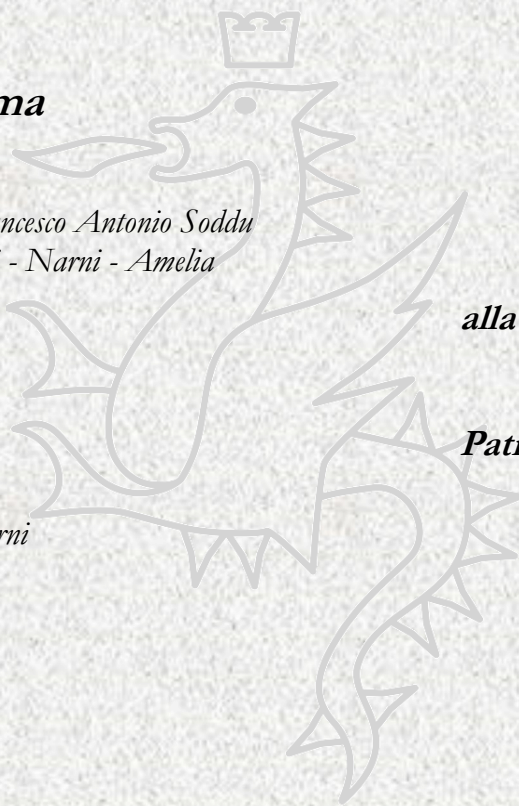 ma
ncesco Antonio Soddu
i - Narni - Amelia
alla
Patr
rni